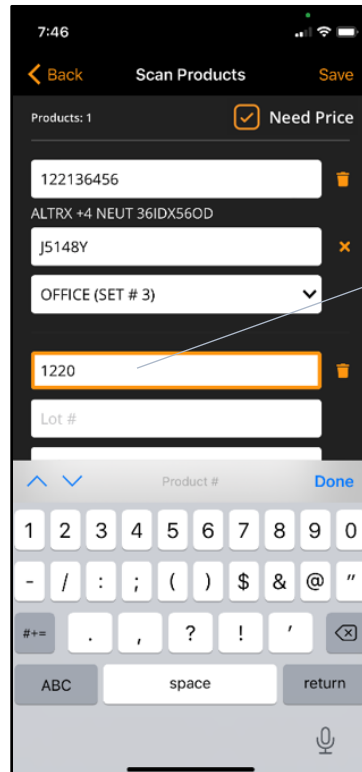 7:46
Back Scan Products Save
Products: 1 Need Price
122136456
ALTRX +4 NEUT 36IDX56OD
J5148Y
OFFICE (SET # 3)
1220
Lot #
Product # Done
1 2 3 4 5 6 7 8 9 0
- / : ; ( ) $ & @ "
#+= . , ? ! '
ABC space return